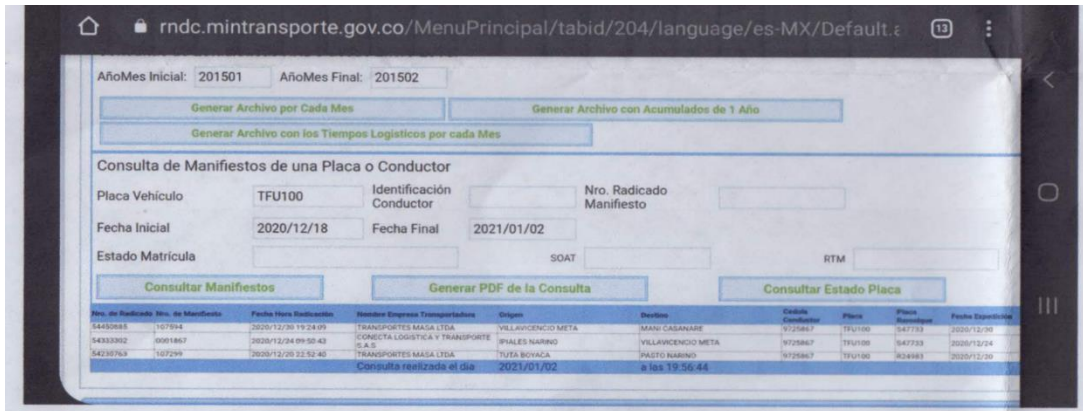 rndc.mintransporte.gov.co/MenuPrincipal/tabid/204/language/es-MX/Default.a 13
AñoMes Inicial: 201501 AñoMes Final: 201502
Generar Archivo por Cada Mes Generar Archivo con Acumulados de 1 Año
Generar Archivo con los Tiempos Logisticos por cada Mes
Consulta de Manifiestos de una Placa o Conductor
Placa Vehículo TFU100 Identificación Conductor Nro. Radicado Manifiesto
Fecha Inicial 2020/12/18 Fecha Final 2021/01/02
Estado Matrícula SOAT RTM
Consultar Manifiestos Generar PDF de la Consulta Consultar Estado Placa
Nro. de Radicado Nro. de Manifiesto Fecha Hora Radicación Nombre Empresa Transportadora Origen Destino Cedula Conductor Placa Placa Remolque Fecha Expedición
54450685 107894 2020/12/30 19:24:09 TRANSPORTES MASA LTDA VILLAVICENCIO META MANI CASANARE 9725867 TFU100 S47733 2020/12/30
54333302 0001867 2020/12/24 09:50:43 CONECTA LOGISTICA Y TRANSPORTE S.A.S IPIALES NARINO VILLAVICENCIO META 9725867 TFU100 S47733 2020/12/24
54230763 107299 2020/12/20 22:52:40 TRANSPORTES MASA LTDA TUTA BOYACA PASTO NARINO 9725867 TFU100 R24983 2020/12/20
Consulta realizada el dia 2021/01/02 a las 19:56:44